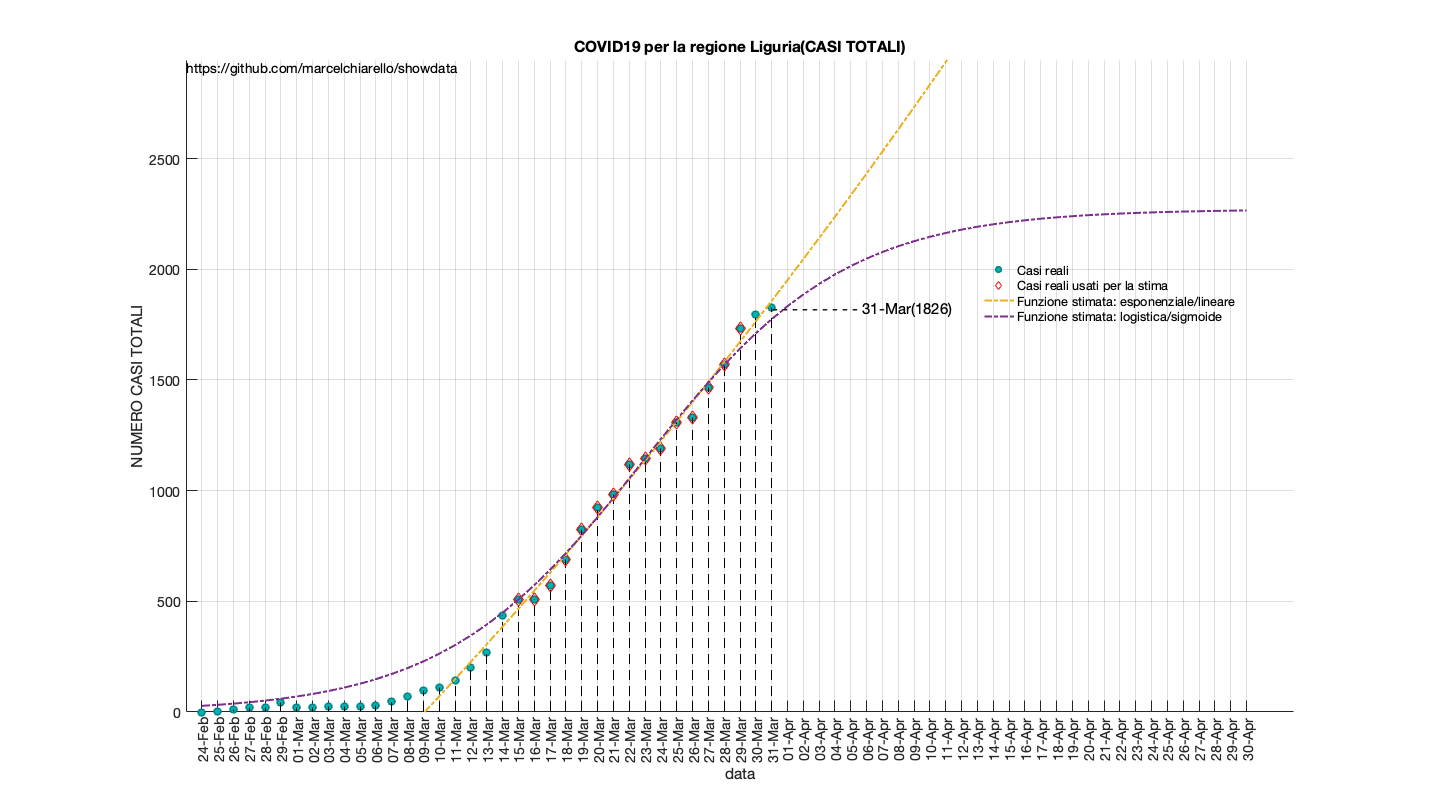 COVID19 per la regione Liguria(CASI TOTALI)
https://github.com/marcelchiarello/showdata
NUMERO CASI TOTALI
2500
2000
1500
1000
500
0
Casi reali
Casi reali usati per la stima
Funzione stimata: esponenziale/lineare
Funzione stimata: logistica/sigmoide
31-Mar(1826)
24-Feb
25-Feb
26-Feb
27-Feb
28-Feb
29-Feb
01-Mar
02-Mar
03-Mar
04-Mar
05-Mar
06-Mar
07-Mar
08-Mar
09-Mar
10-Mar
11-Mar
12-Mar
13-Mar
14-Mar
15-Mar
16-Mar
17-Mar
18-Mar
19-Mar
20-Mar
21-Mar
22-Mar
23-Mar
24-Mar
25-Mar
26-Mar
27-Mar
28-Mar
29-Mar
30-Mar
31-Mar
01-Apr
02-Apr
03-Apr
04-Apr
05-Apr
06-Apr
07-Apr
08-Apr
09-Apr
10-Apr
11-Apr
12-Apr
13-Apr
14-Apr
15-Apr
16-Apr
17-Apr
18-Apr
19-Apr
20-Apr
21-Apr
22-Apr
23-Apr
24-Apr
25-Apr
26-Apr
27-Apr
28-Apr
29-Apr
30-Apr
data